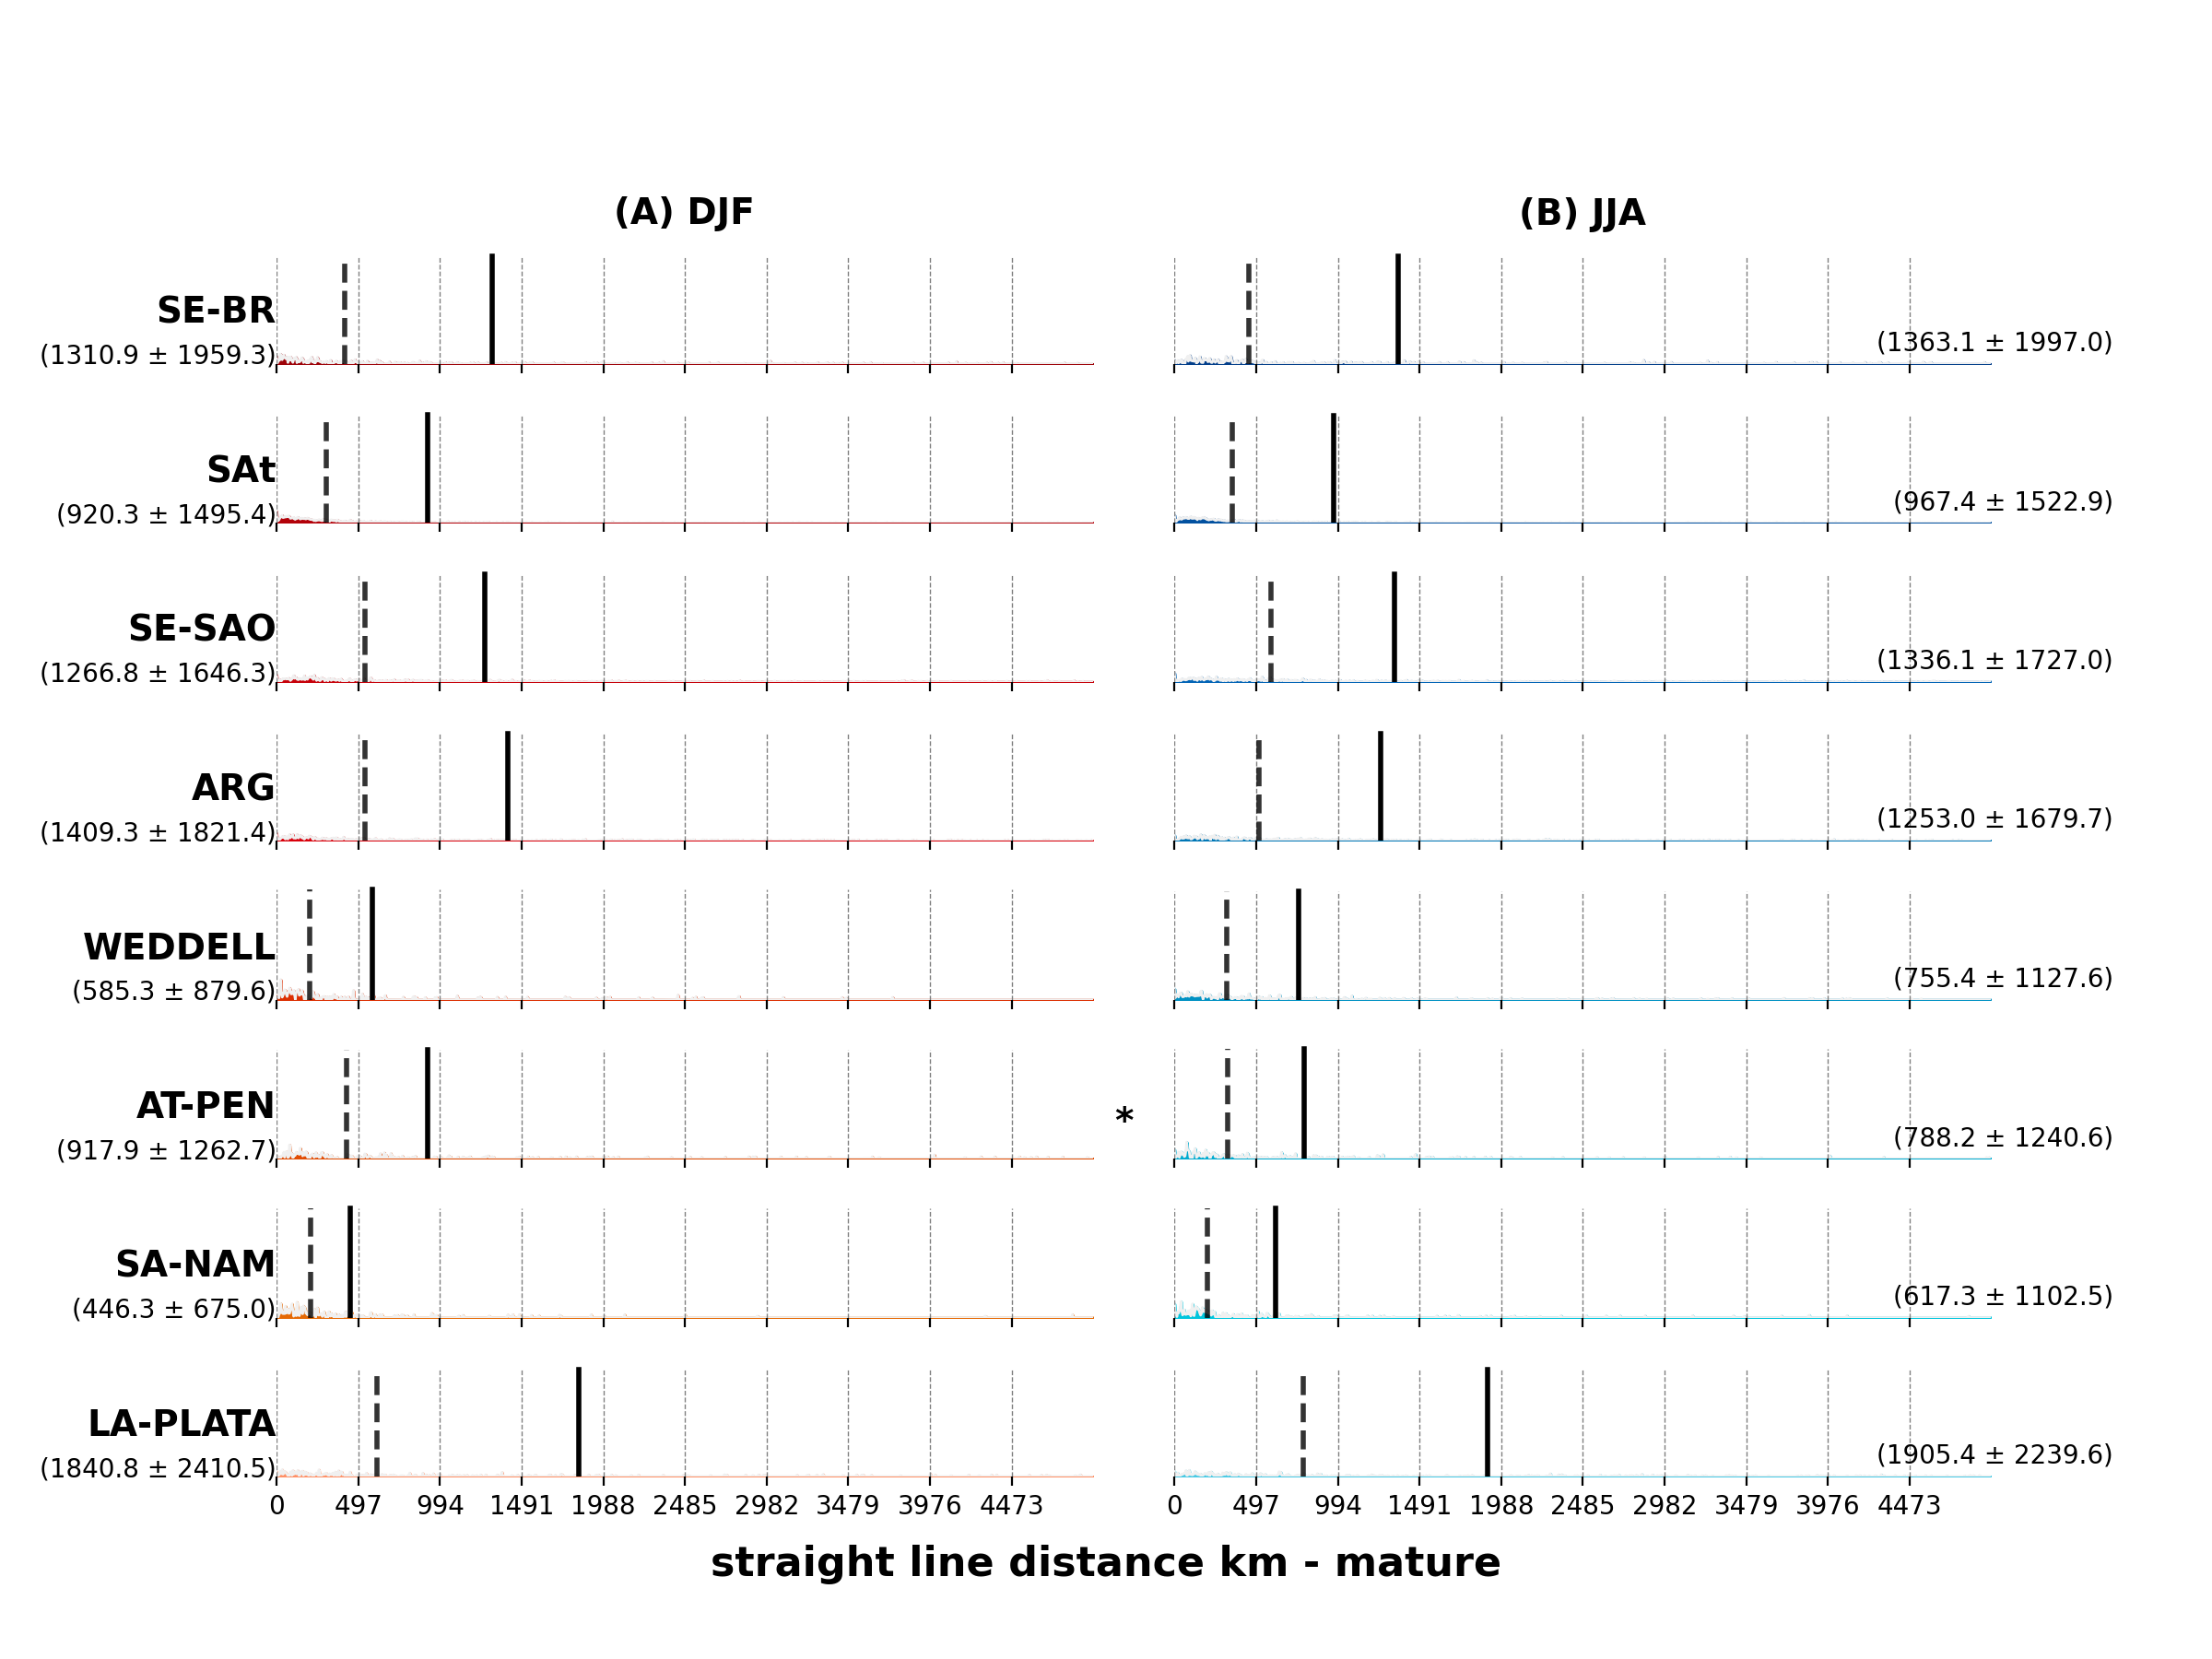 (A) DJF (B) JJA
SE-BR
(1310.9 ± 1959.3) (1363.1 ± 1997.0)
SAt
(920.3 ± 1495.4) (967.4 ± 1522.9)
SE-SAO
(1266.8 ± 1646.3) (1336.1 ± 1727.0)
ARG
(1409.3 ± 1821.4) (1253.0 ± 1679.7)
WEDDELL
(585.3 ± 879.6) (755.4 ± 1127.6)
AT-PEN *
(917.9 ± 1262.7) (788.2 ± 1240.6)
SA-NAM
(446.3 ± 675.0) (617.3 ± 1102.5)
LA-PLATA
(1840.8 ± 2410.5) (1905.4 ± 2239.6)
0 497 994 1491 1988 2485 2982 3479 3976 4473 0 497 994 1491 1988 2485 2982 3479 3976 4473
straight line distance km - mature